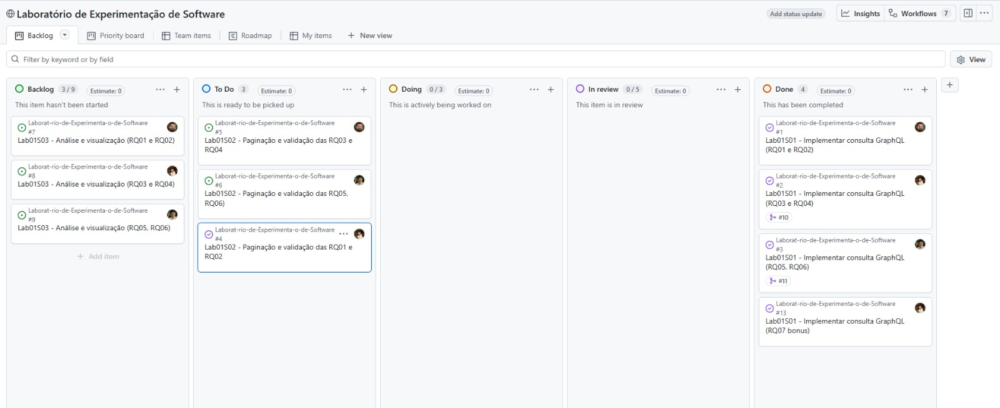 Laboratório de Experimentação de Software
Add status update
Insights
Workflows 7
Backlog
Priority board
Team items
Roadmap
My items
New view
Filter by keyword or by field
View
Backlog 3 / 9 Estimate: 0
This item hasn't been started
Laborat-rio-de-Experimenta-o-de-Software
#7
Lab01S03 - Análise e visualização (RQ01 e RQ02)
Laborat-rio-de-Experimenta-o-de-Software
#8
Lab01S03 - Análise e visualização (RQ03 e RQ04)
Laborat-rio-de-Experimenta-o-de-Software
#9
Lab01S03 - Análise e visualização (RQ05, RQ06)
Add item
To Do 3 Estimate: 0
This is ready to be picked up
Laborat-rio-de-Experimenta-o-de-Software
#5
Lab01S02 - Paginação e validação das RQ03 e
RQ04
Laborat-rio-de-Experimenta-o-de-Software
#6
Lab01S02 - Paginação e validação das RQ05,
RQ06)
Laborat-rio-de-Experimenta-o-de-Software
#4
Lab01S02 - Paginação e validação das RQ01 e
RQ02
Doing 0 / 3 Estimate: 0
This is actively being worked on
In review 0 / 5 Estimate: 0
This item is in review
Done 4 Estimate: 0
This has been completed
Laborat-rio-de-Experimenta-o-de-Software
#1
Lab01S01 - Implementar consulta GraphQL
(RQ01 e RQ02)
Laborat-rio-de-Experimenta-o-de-Software
#2
Lab01S01 - Implementar consulta GraphQL
(RQ03 e RQ04)
#10
Laborat-rio-de-Experimenta-o-de-Software
#3
Lab01S01 - Implementar consulta GraphQL
(RQ05, RQ06)
#11
Laborat-rio-de-Experimenta-o-de-Software
#13
Lab01S01 - Implementar consulta GraphQL
(RQ07 bonus)